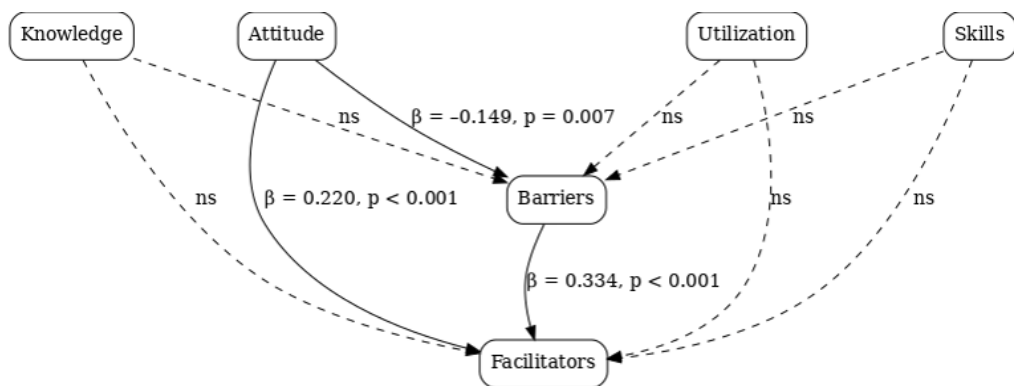 Knowledge
Attitude
Utilization
Skills
ns
β = –0.149, p = 0.007
ns
ns
Barriers
ns
β = 0.220, p < 0.001
ns
ns
β = 0.334, p < 0.001
Facilitators